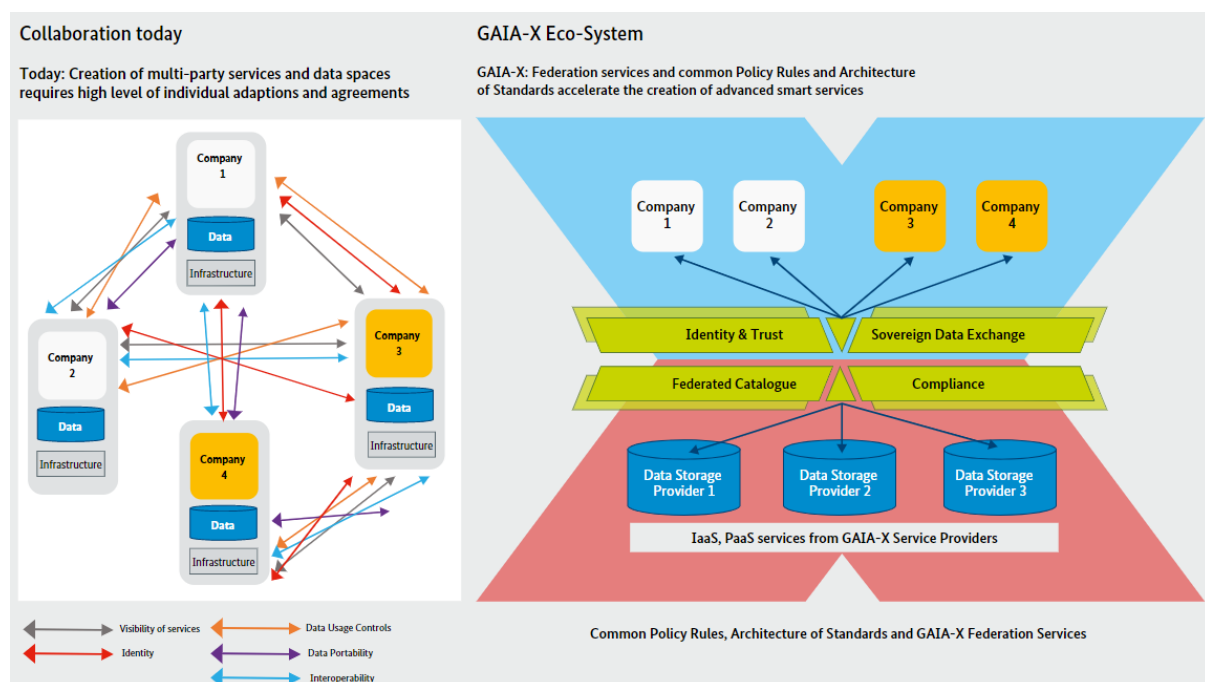 Collaboration today
Today: Creation of multi-party services and data spaces
requires high level of individual adaptions and agreements
Company
1
Data
Infrastructure
Company
2
Data
Infrastructure
Company
3
Data
Infrastructure
Company
4
Data
Infrastructure
Visibility of services
Identity
Data Usage Controls
Data Portability
Interoperability
GAIA-X Eco-System
GAIA-X: Federation services and common Policy Rules and Architecture
of Standards accelerate the creation of advanced smart services
Company
1
Company
2
Company
3
Company
4
Identity & Trust
Sovereign Data Exchange
Federated Catalogue
Compliance
Data Storage
Provider 1
Data Storage
Provider 2
Data Storage
Provider 3
IaaS, PaaS services from GAIA-X Service Providers
Common Policy Rules, Architecture of Standards and GAIA-X Federation Services